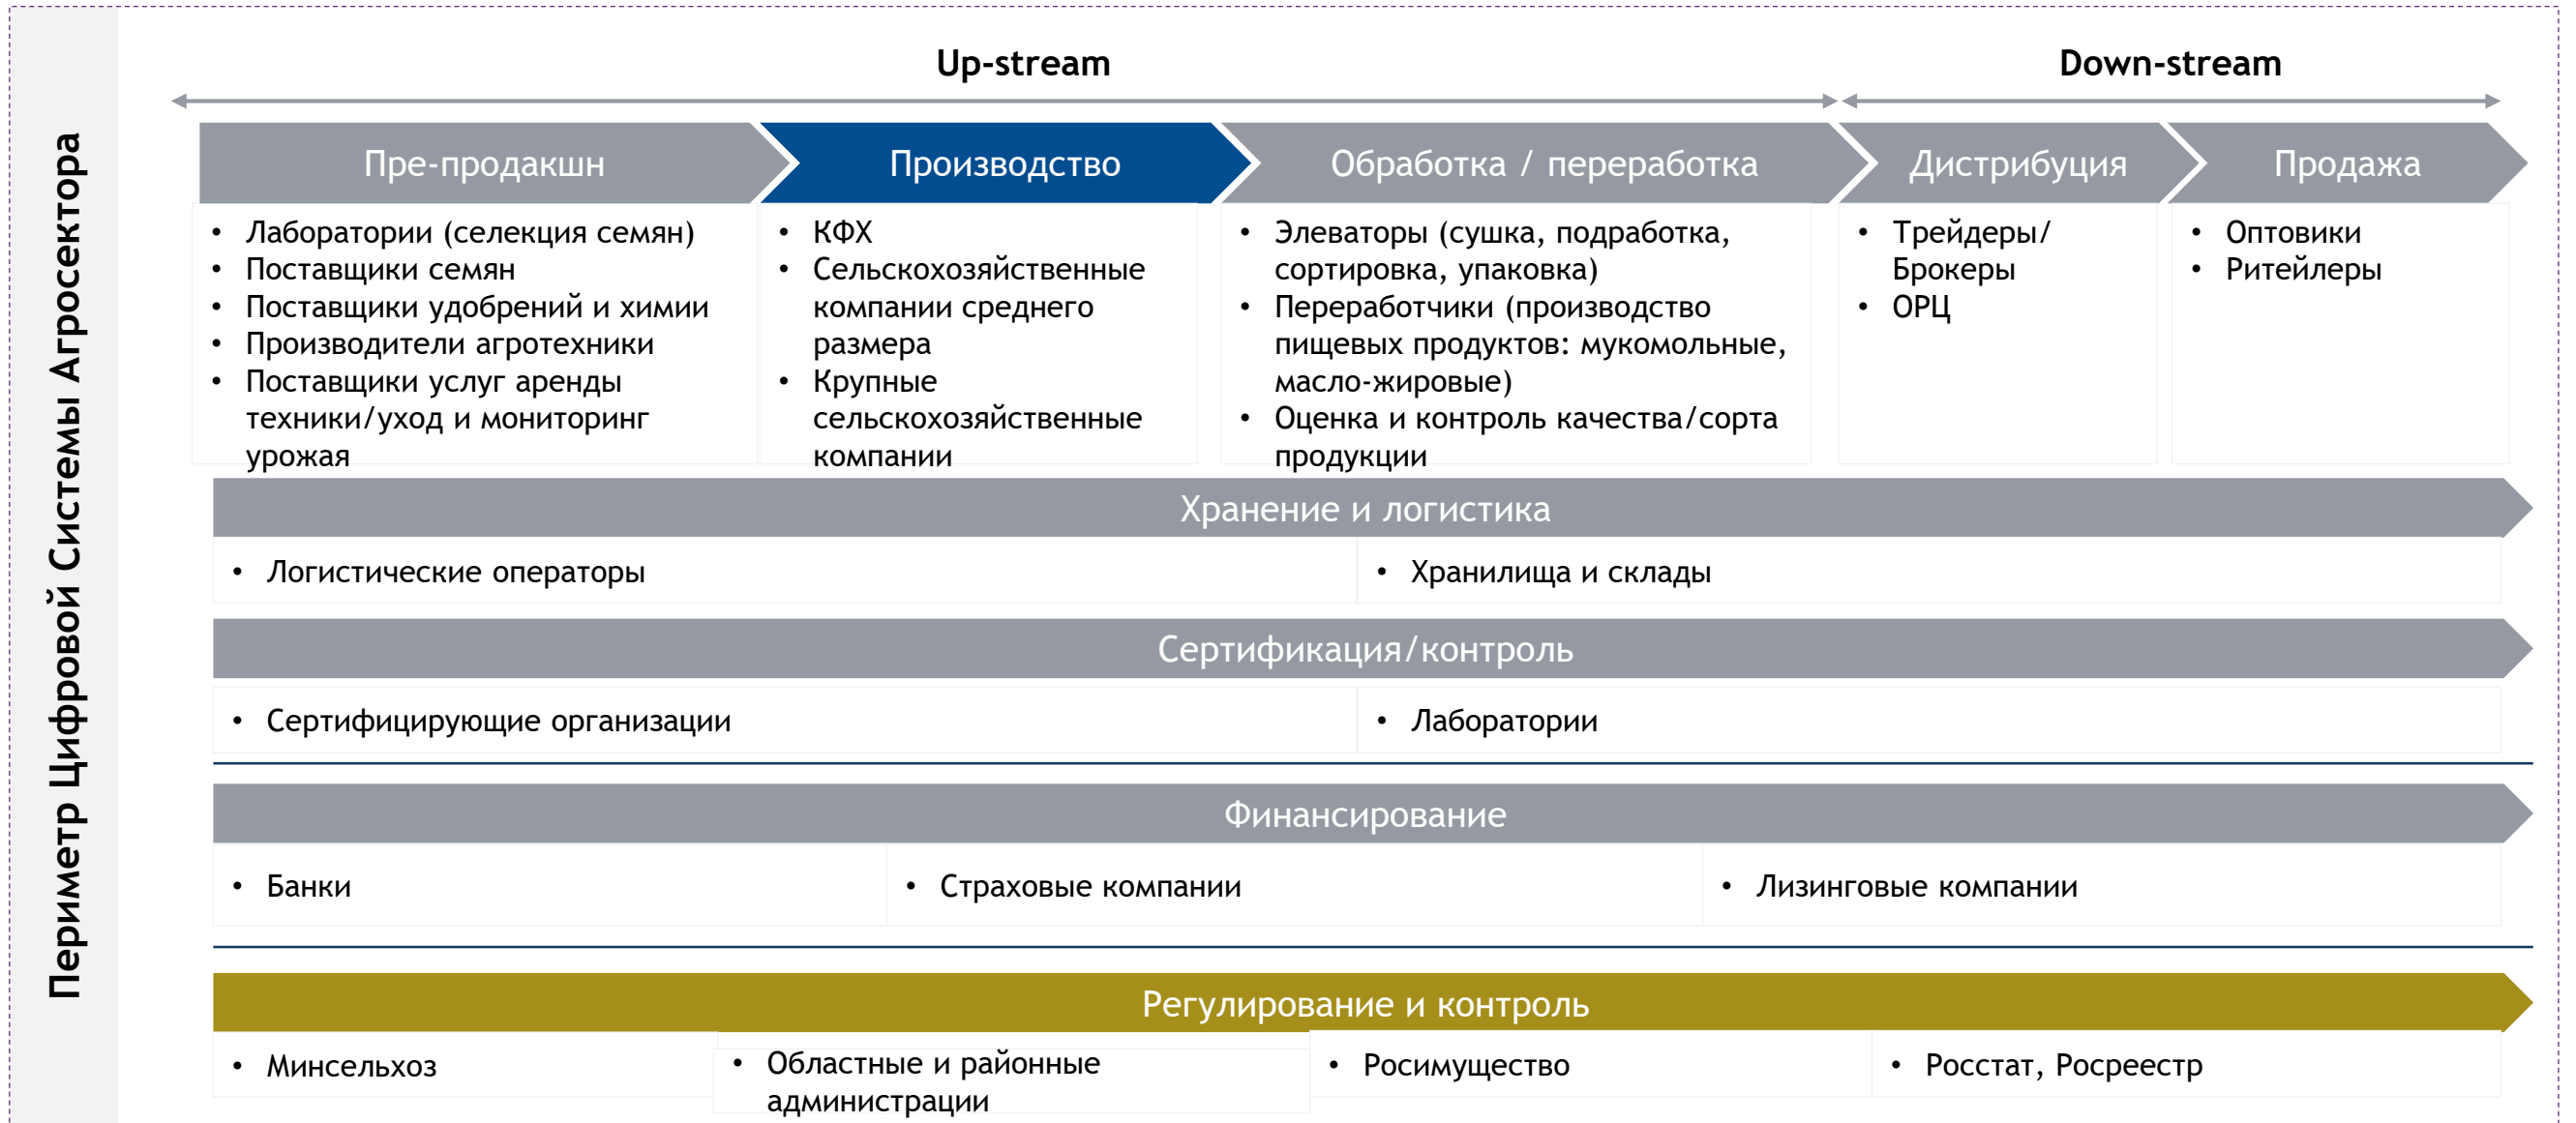 Периметр Цифровой Системы Агросектора
Up-stream
Down-stream
Пре-продакшн
Производство
Обработка / переработка
Дистрибуция
Продажа
• Лаборатории (селекция семян)
• Поставщики семян
• Поставщики удобрений и химии
• Производители агротехники
• Поставщики услуг аренды
техники/уход и мониторинг
урожая
• КФХ
• Сельскохозяйственные
компании среднего
размера
• Крупные
сельскохозяйственные
компании
• Элеваторы (сушка, подработка,
сортировка, упаковка)
• Переработчики (производство
пищевых продуктов: мукомольные,
масло-жировые)
• Оценка и контроль качества/сорта
продукции
• Трейдеры/
Брокеры
• ОРЦ
• Оптовики
• Ритейлеры
Хранение и логистика
• Логистические операторы
• Хранилища и склады
Сертификация/контроль
• Сертифицирующие организации
• Лаборатории
Финансирование
• Банки
• Страховые компании
• Лизинговые компании
Регулирование и контроль
• Минсельхоз
• Областные и районные
администрации
• Росимущество
• Росстат, Росреестр